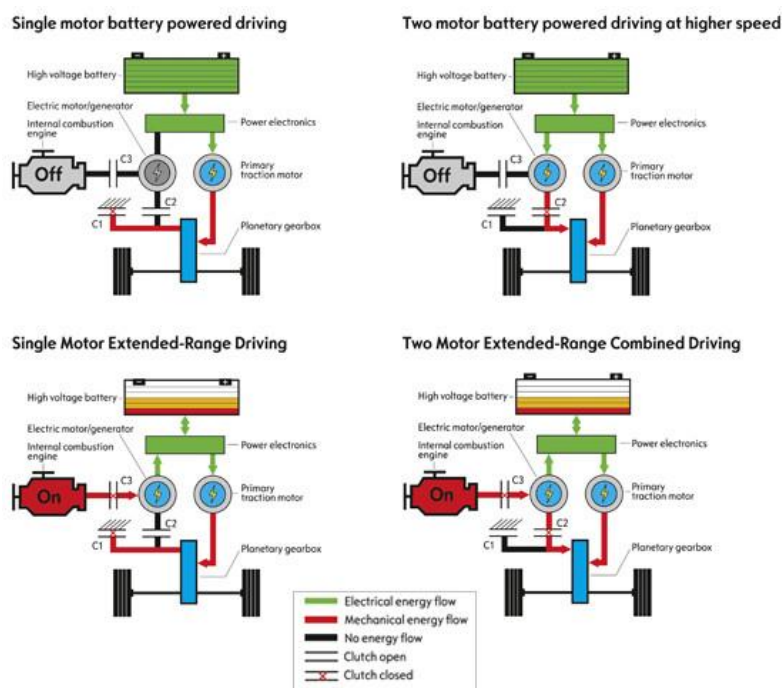 Single motor battery powered driving
High voltage battery
Electric motor/generator
Internal combustion
engine
Power electronics
C3
Off
Primary
traction motor
C2
C1
Planetary gearbox
Two motor battery powered driving at higher speed
High voltage battery
Electric motor/generator
Internal combustion
engine
Power electronics
C3
Off
Primary
traction motor
C2
C1
Planetary gearbox
Single Motor Extended-Range Driving
High voltage battery
Electric motor/generator
Internal combustion
engine
Power electronics
C3
On
Primary
traction motor
C2
C1
Planetary gearbox
Two Motor Extended-Range Combined Driving
High voltage battery
Electric motor/generator
Internal combustion
engine
Power electronics
C3
On
Primary
traction motor
C2
C1
Planetary gearbox
Electrical energy flow
Mechanical energy flow
No energy flow
Clutch open
Clutch closed